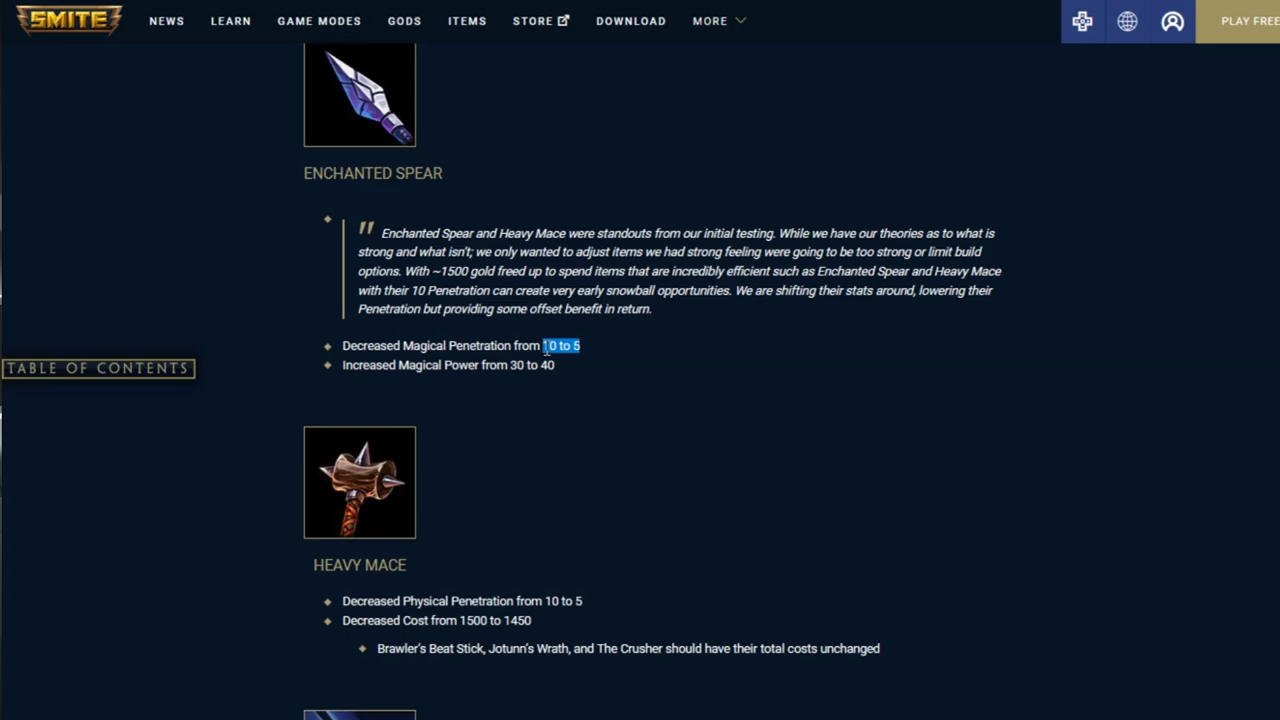 SMITE NEWS LEARN GAME MODES GODS ITEMS STORE DOWNLOAD MORE PLAY FREE
ENCHANTED SPEAR
" Enchanted Spear and Heavy Mace were standouts from our initial testing. While we have our theories as to what is
strong and what isn't; we only wanted to adjust items we had strong feeling were going to be too strong or limit build
options. With ~1500 gold freed up to spend items that are incredibly efficient such as Enchanted Spear and Heavy Mace
with their 10 Penetration can create very early snowball opportunities. We are shifting their stats around, lowering their
Penetration but providing some offset benefit in return.
Decreased Magical Penetration from 10 to 5
Increased Magical Power from 30 to 40
TABLE OF CONTENTS
HEAVY MACE
Decreased Physical Penetration from 10 to 5
Decreased Cost from 1500 to 1450
Brawler's Beat Stick, Jotunn's Wrath, and The Crusher should have their total costs unchanged